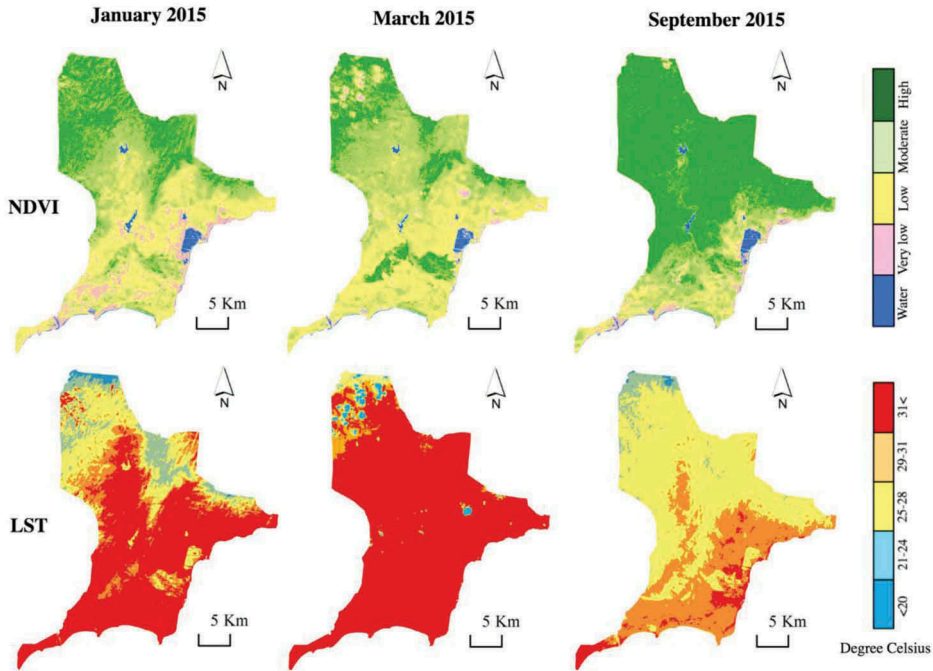 January 2015
March 2015
September 2015
N
N
N
NDVI
5 Km
5 Km
5 Km
High
Moderate
Low
Very low
Water
N
N
N
LST
5 Km
5 Km
5 Km
31<
29-31
25-28
21-24
<20
Degree Celsius